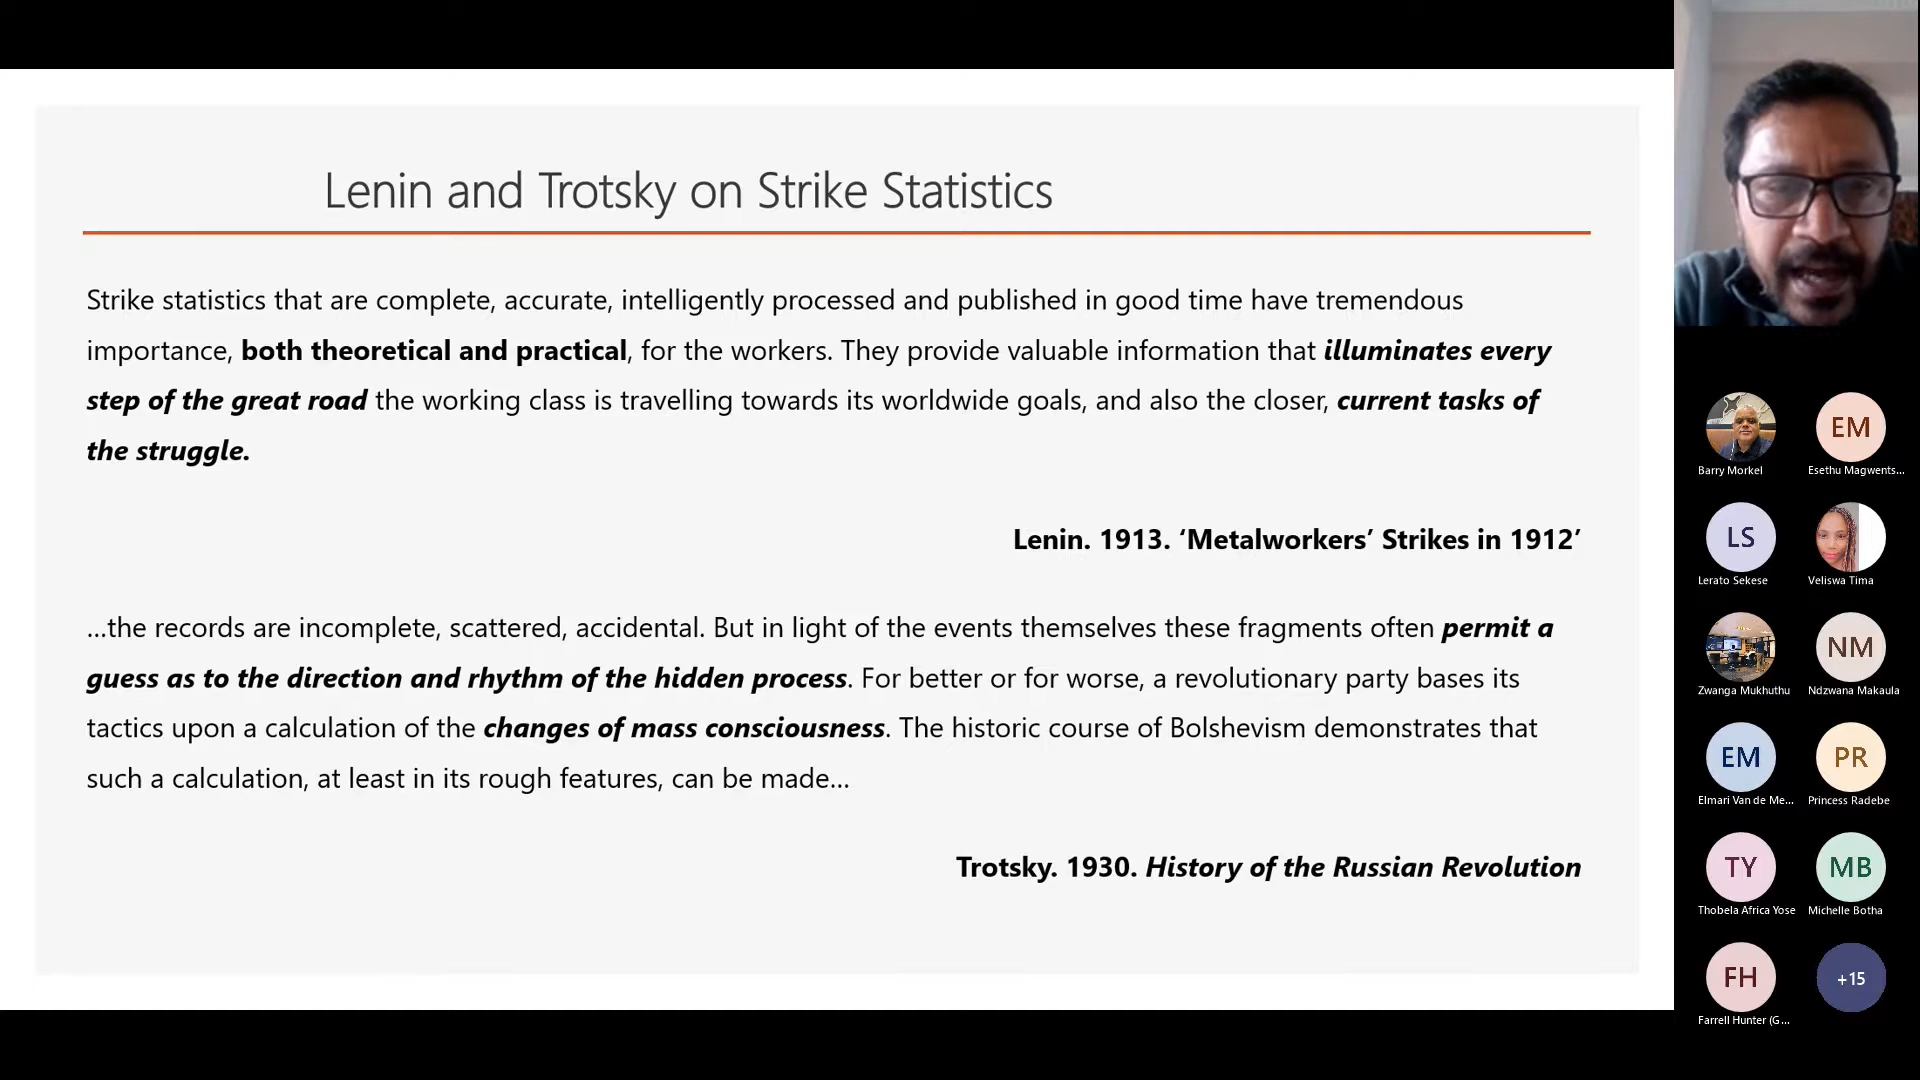 Lenin and Trotsky on Strike Statistics
Strike statistics that are complete, accurate, intelligently processed and published in good time have tremendous
importance, both theoretical and practical, for the workers. They provide valuable information that illuminates every
step of the great road the working class is travelling towards its worldwide goals, and also the closer, current tasks of
the struggle.
Lenin. 1913. ‘Metalworkers’ Strikes in 1912’
...the records are incomplete, scattered, accidental. But in light of the events themselves these fragments often permit a
guess as to the direction and rhythm of the hidden process. For better or for worse, a revolutionary party bases its
tactics upon a calculation of the changes of mass consciousness. The historic course of Bolshevism demonstrates that
such a calculation, at least in its rough features, can be made...
Trotsky. 1930. History of the Russian Revolution
Barry Morkel
EM
Esethu Magwents...
LS
Lerato Sekese
Veliswa Tima
Zwanga Mukhuthu
NM
Ndzwana Makaula
EM
Elmari Van de Me...
PR
Princess Radebe
TY
Thobela Africa Yose
MB
Michelle Botha
FH
Farrell Hunter (G...
+15